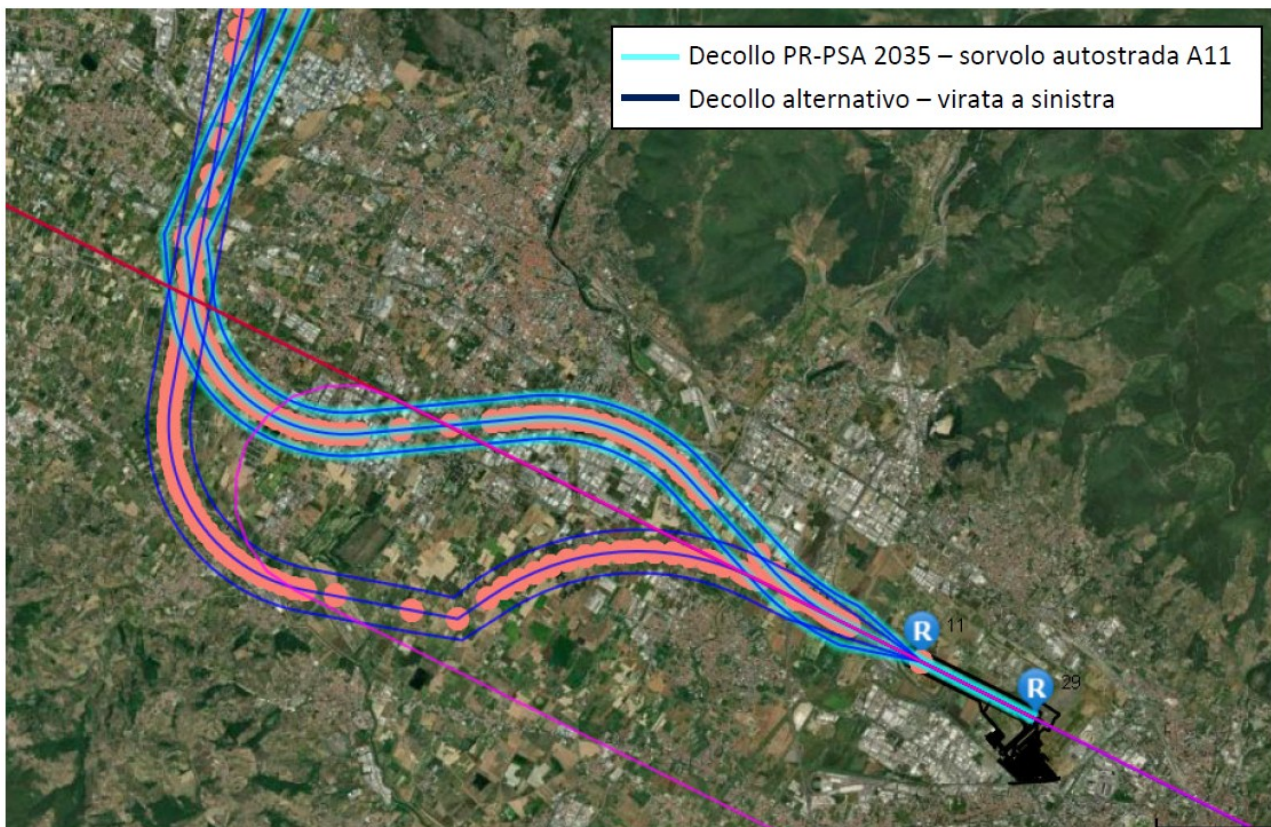 Decollo PR-PSA 2035 – sorvolo autostrada A11
Decollo alternativo – virata a sinistra
R 11
R 29